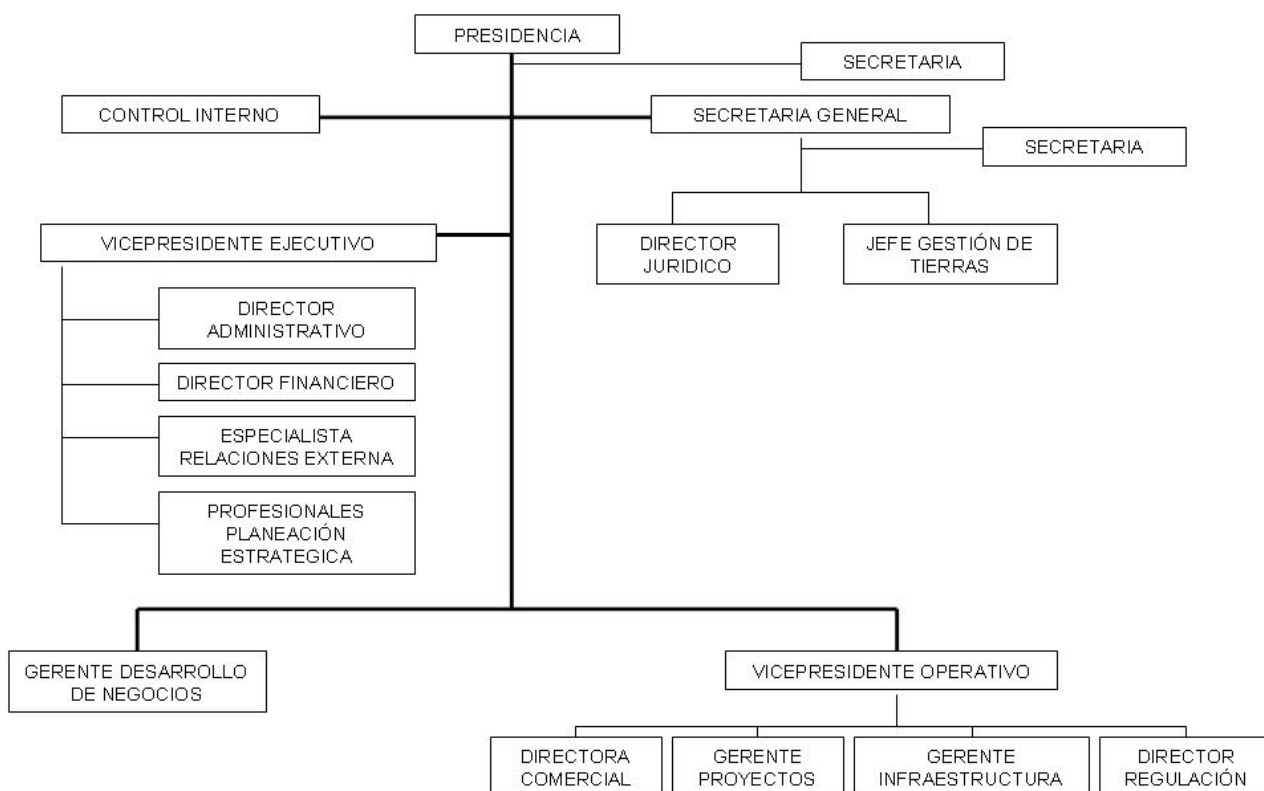 PRESIDENCIA
SECRETARIA
CONTROL INTERNO
SECRETARIA GENERAL
SECRETARIA
VICEPRESIDENTE EJECUTIVO
DIRECTOR
JURIDICO
JEFE GESTIÓN DE
TIERRAS
DIRECTOR
ADMINISTRATIVO
DIRECTOR FINANCIERO
ESPECIALISTA
RELACIONES EXTERNA
PROFESIONALES
PLANEACIÓN
ESTRATEGICA
GERENTE DESARROLLO
DE NEGOCIOS
VICEPRESIDENTE OPERATIVO
DIRECTORA
COMERCIAL
GERENTE
PROYECTOS
GERENTE
INFRAESTRUCTURA
DIRECTOR
REGULACIÓN